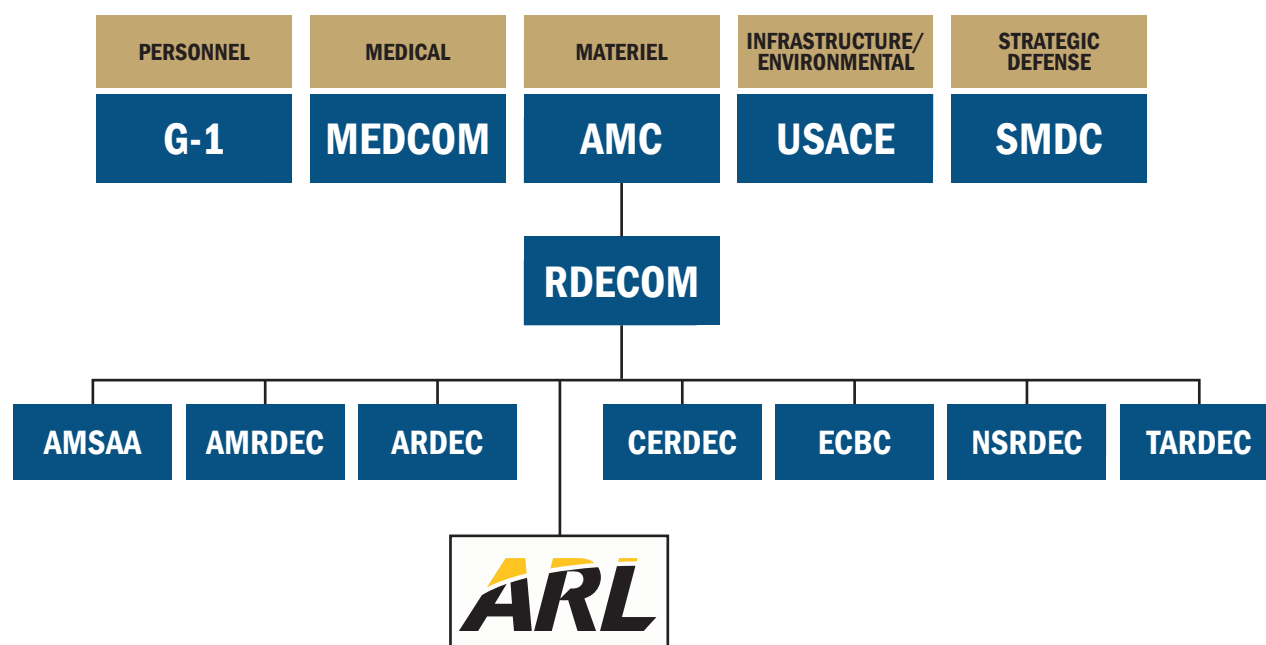 PERSONNEL
MEDICAL
MATERIEL
INFRASTRUCTURE/
ENVIRONMENTAL
STRATEGIC
DEFENSE
G-1
MEDCOM
AMC
USACE
SMDC
RDECOM
AMSAA
AMRDEC
ARDEC
CERDEC
ECBC
NSRDEC
TARDEC
ARL